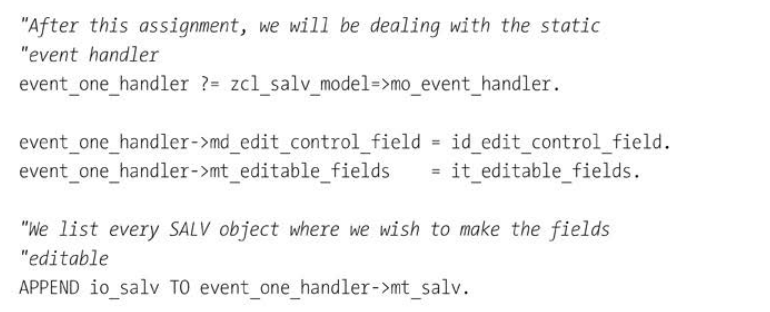 "After this assignment, we will be dealing with the static
"event handler
event_one_handler ?= zcl_salv_model=>mo_event_handler.
event_one_handler->md_edit_control_field = id_edit_control_field.
event_one_handler->mt_editable_fields    = it_editable_fields.
"We list every SALV object where we wish to make the fields
"editable
APPEND io_salv TO event_one_handler->mt_salv.